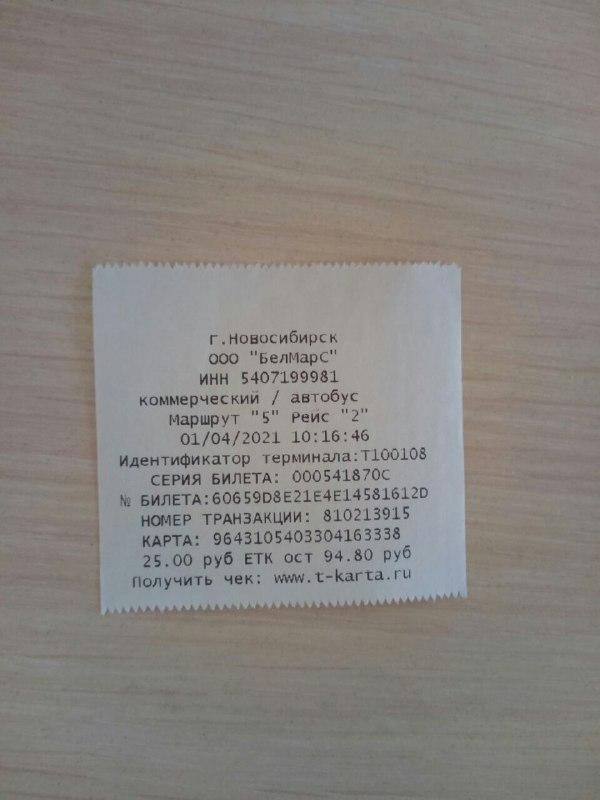 г.Новосибирск
ООО "БелМарС"
ИНН 5407199981
коммерческий / автобус
Маршрут "5" Рейс "2"
01/04/2021 10:16:46
Идентификатор терминала:Т100108
СЕРИЯ БИЛЕТА: 000541870С
№ БИЛЕТА:60659D8E21E4E14581612D
НОМЕР ТРАНЗАКЦИИ: 810213915
КАРТА: 9643105403304163338
25.00 руб ЕТК ост 94.80 руб
Получить чек: www.t-karta.ru